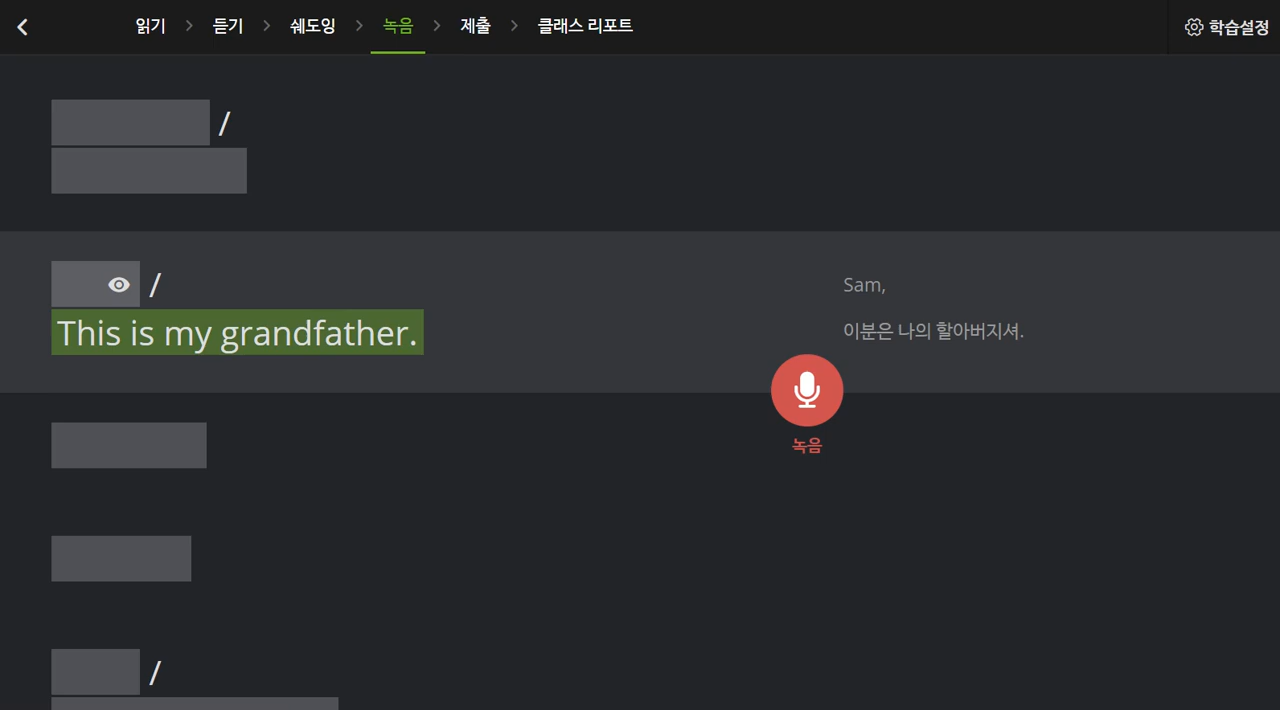 읽기 > 듣기 > 쉐도잉 > 녹음 > 제출 > 클래스 리포트
학습설정
/
/
Sam,
This is my grandfather.
이분은 나의 할아버지셔.
녹음
/